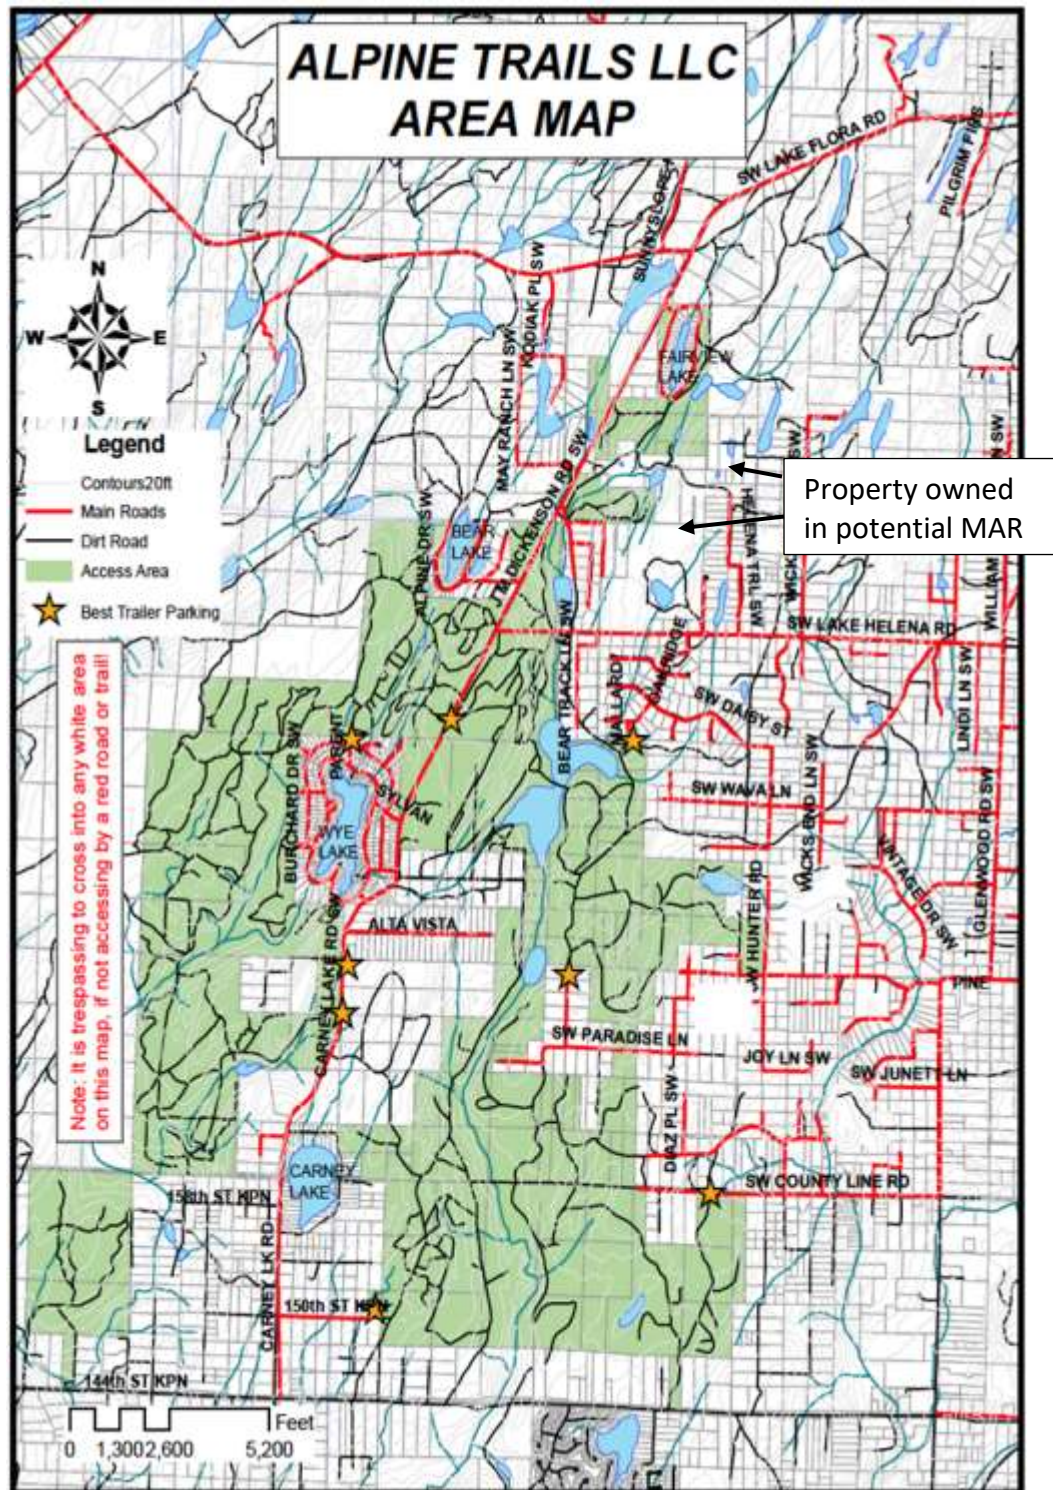 ALPINE TRAILS LLC
AREA MAP
SW LAKE FLORA RD
PILGRIM FIRS
SUNNYSLOPE
KODIAK PL SW
MAY RANCH LN SW
FAIRVIEW
LAKE
N
W
E
S
Legend
Contours20ft
Main Roads
Dirt Road
Access Area
Best Trailer Parking
Property owned
in potential MAR
ALPINE DR SW
BEAR
LAKE
J M DICKENSON RD SW
HELENA TRL SW
WICK
SW
N SW
WILLIAM
SW LAKE HELENA RD
BEAR TRACK LN SW
MALLARD
SW DAISY ST
LINDI LN SW
Note: It is trespassing to cross into any white area
on this map, if not accessing by a red road or trail!
BURCHARD DR SW
PARENT
SYLVAN
WYE
LAKE
SW WAVA LN
WICKS END LN SW
VINTAGE DR SW
GLENWOOD RD SW
ALTA VISTA
CARNEY LAKE RD SW
W HUNTER RD
PINE
SW PARADISE LN
JOY LN SW
SW JUNETT LN
DIAZ PL SW
CARNEY
LAKE
SW COUNTY LINE RD
158th ST KPN
CARNEY LK RD
150th ST KPN
144th ST KPN
Feet
0 1,300 2,600 5,200